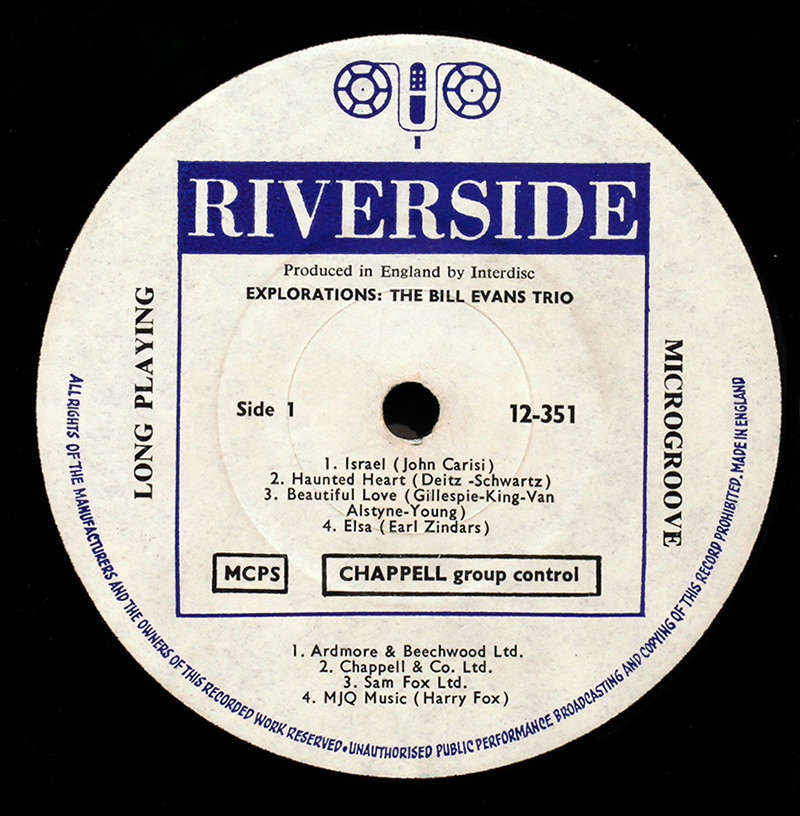 RIVERSIDE
Produced in England by Interdisc
EXPLORATIONS: THE BILL EVANS TRIO
LONG PLAYING
MICROGROOVE
Side 1
12-351
1. Israel (John Carisi)
2. Haunted Heart (Deitz -Schwartz)
3. Beautiful Love (Gillespie-King-Van
Alstyne-Young)
4. Elsa (Earl Zindars)
MCPS
CHAPPELL group control
1. Ardmore & Beechwood Ltd.
2. Chappell & Co. Ltd.
3. Sam Fox Ltd.
4. MJQ Music (Harry Fox)
ALL RIGHTS OF THE MANUFACTURERS AND THE OWNERS OF THIS RECORDED WORK RESERVED • UNAUTHORISED PUBLIC PERFORMANCE BROADCASTING AND COPYING OF THIS RECORD PROHIBITED. MADE IN ENGLAND